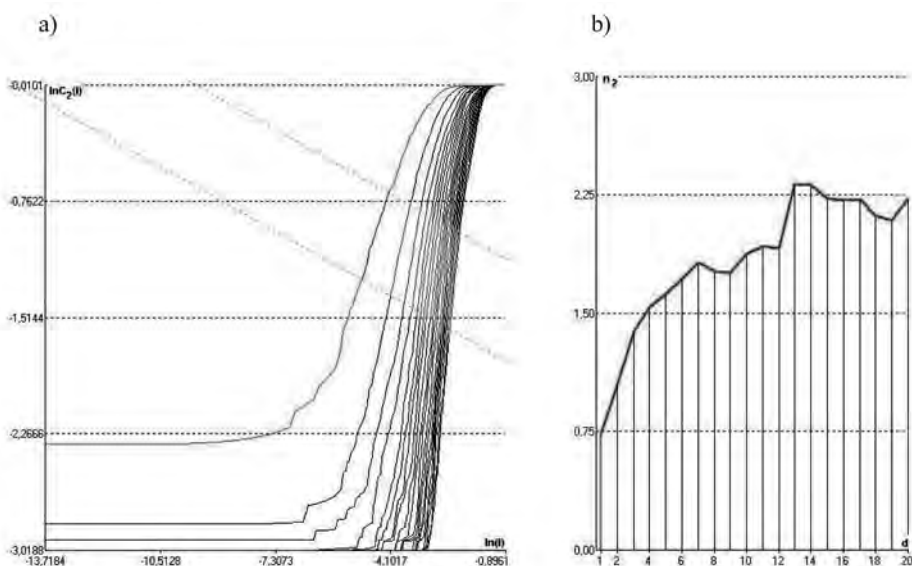 a)
b)
-0,0101
lnC2(l)
-0,7622
-1,5144
-2,2666
-3,0188
ln(l)
-13,7184 -10,5128 -7,3073 -4,1017 -0,8961
3,00
n2
2,25
1,50
0,75
0,00
d
1 2 4 6 8 10 12 14 16 18 20